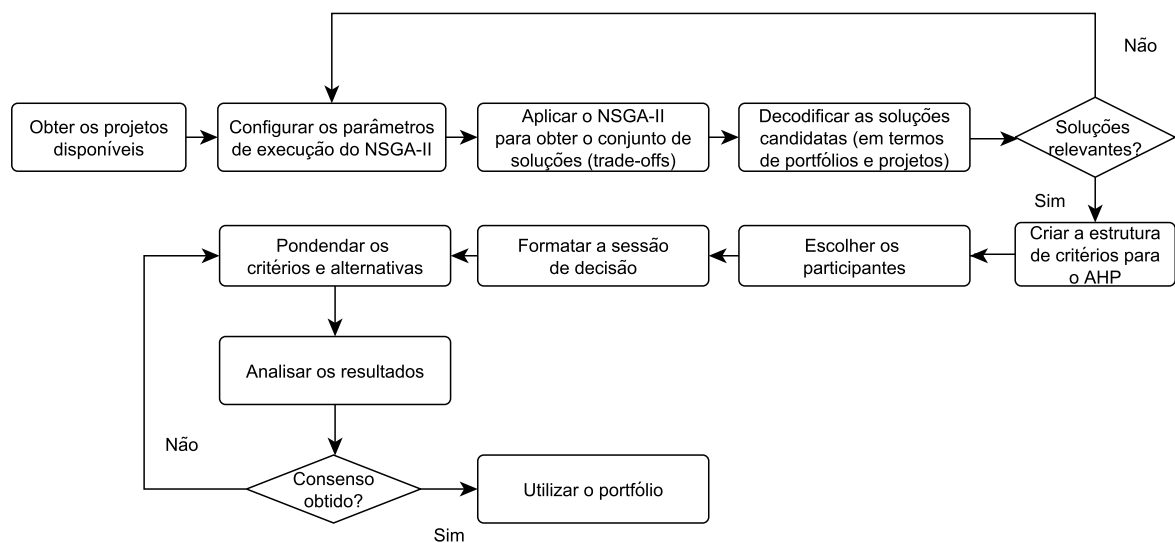 Não
Obter os projetos
disponíveis
Configurar os parâmetros
de execução do NSGA-II
Aplicar o NSGA-II
para obter o conjunto de
soluções (trade-offs)
Decodificar as soluções
candidatas (em termos
de portfólios e projetos)
Soluções
relevantes?
Sim
Criar a estrutura
de critérios para
o AHP
Escolher os
participantes
Formatar a sessão
de decisão
Pondendar os
critérios e alternativas
Analisar os resultados
Não
Consenso
obtido?
Sim
Utilizar o portfólio